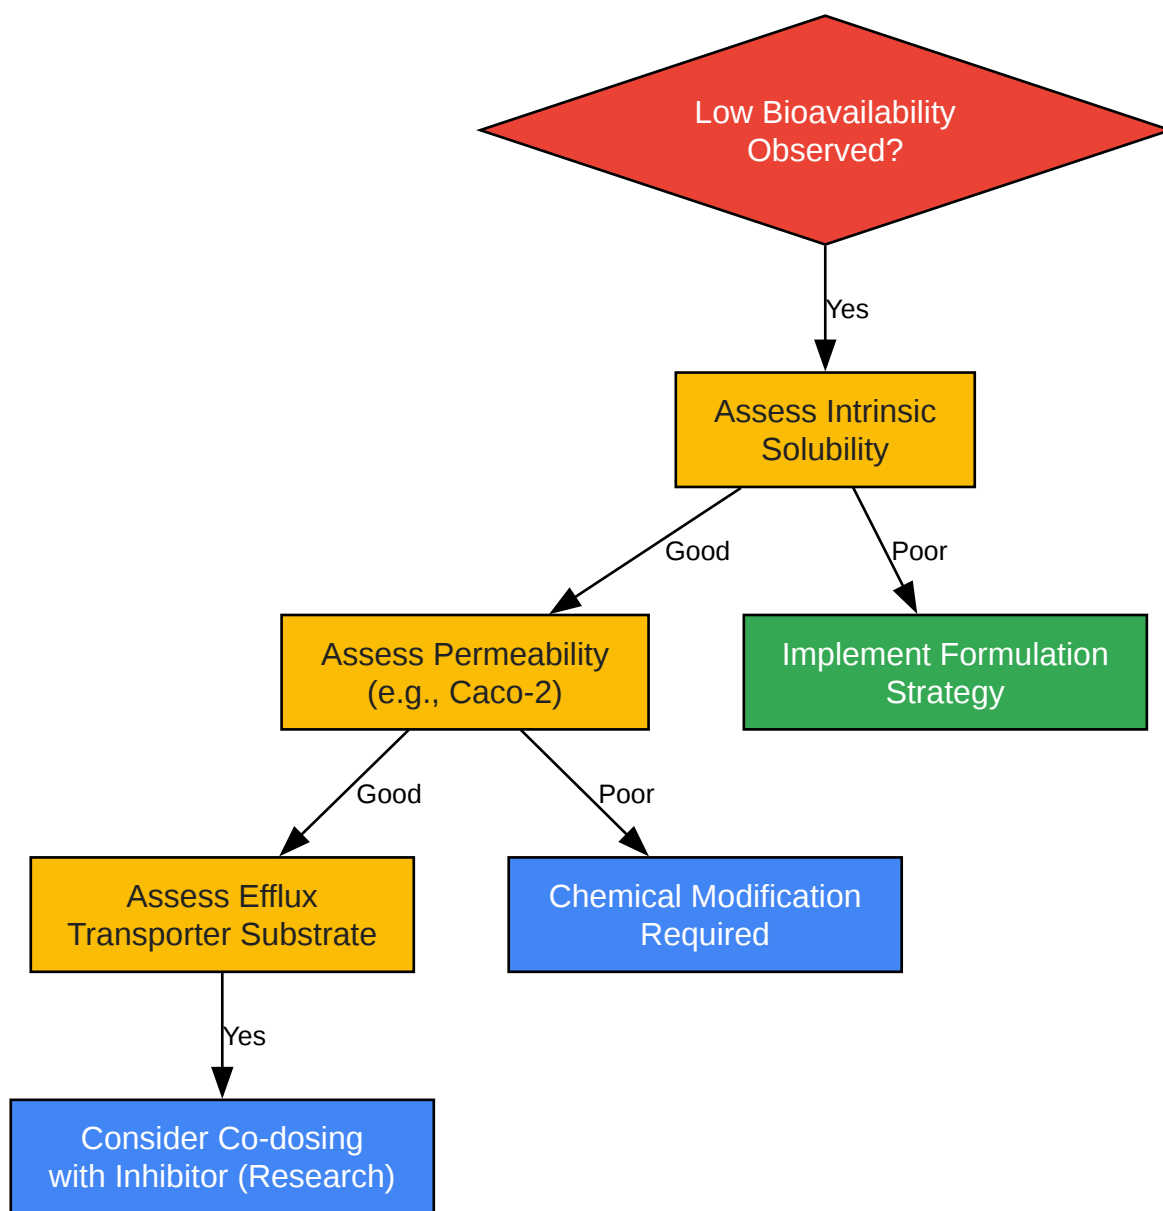 Low Bioavailability
Observed?
Yes
Assess Intrinsic
Solubility
Good
Poor
Assess Permeability
(e.g., Caco-2)
Implement Formulation
Strategy
Good
Poor
Assess Efflux
Transporter Substrate
Chemical Modification
Required
Yes
Consider Co-dosing
with Inhibitor (Research)